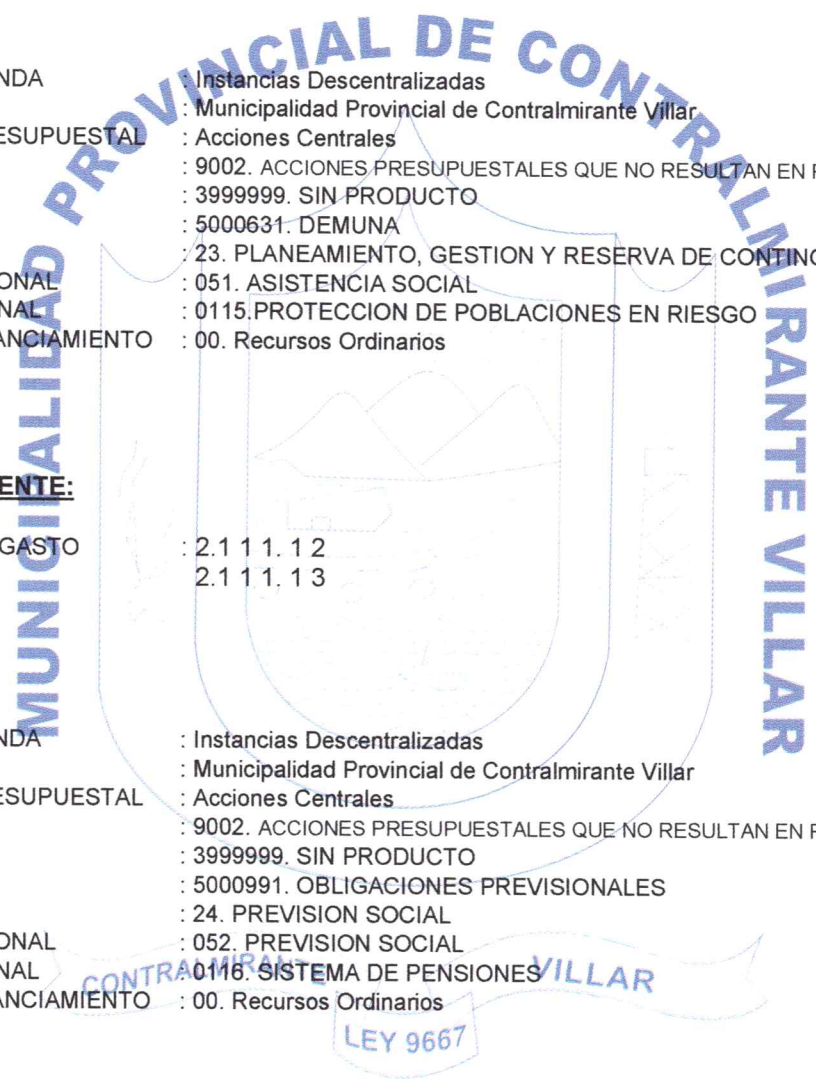 MUNICIPALIDAD PROVINCIAL DE CONTRALMIRANTE VILLAR
NDA : Instancias Descentralizadas
: Municipalidad Provincial de Contralmirante Villar
ESUPUESTAL : Acciones Centrales
: 9002. ACCIONES PRESUPUESTALES QUE NO RESULTAN EN P
: 3999999. SIN PRODUCTO
: 5000631. DEMUNA
: 23. PLANEAMIENTO, GESTION Y RESERVA DE CONTING
ONAL : 051. ASISTENCIA SOCIAL
NAL : 0115.PROTECCION DE POBLACIONES EN RIESGO
ANCIAMIENTO : 00. Recursos Ordinarios
ENTE:
GASTO : 2.1 1 1. 1 2
2.1 1 1. 1 3
NDA : Instancias Descentralizadas
: Municipalidad Provincial de Contralmirante Villar
ESUPUESTAL : Acciones Centrales
: 9002. ACCIONES PRESUPUESTALES QUE NO RESULTAN EN P
: 3999999. SIN PRODUCTO
: 5000991. OBLIGACIONES PREVISIONALES
: 24. PREVISION SOCIAL
ONAL : 052. PREVISION SOCIAL
NAL : 0116. SISTEMA DE PENSIONES
CONTRALMIRANTE VILLAR
ANCIAMIENTO : 00. Recursos Ordinarios
LEY 9667